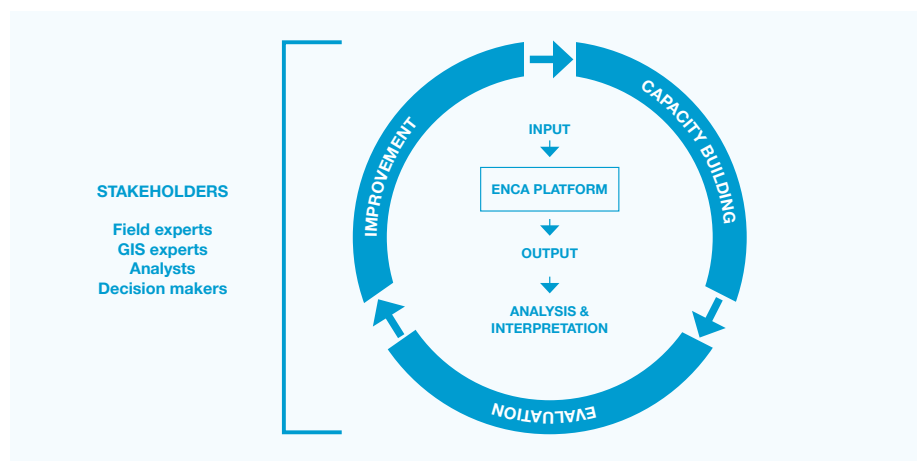 STAKEHOLDERS
Field experts
GIS experts
Analysts
Decision makers
IMPROVEMENT
CAPACITY BUILDING
EVALUATION
INPUT
ENCA PLATFORM
OUTPUT
ANALYSIS &
INTERPRETATION